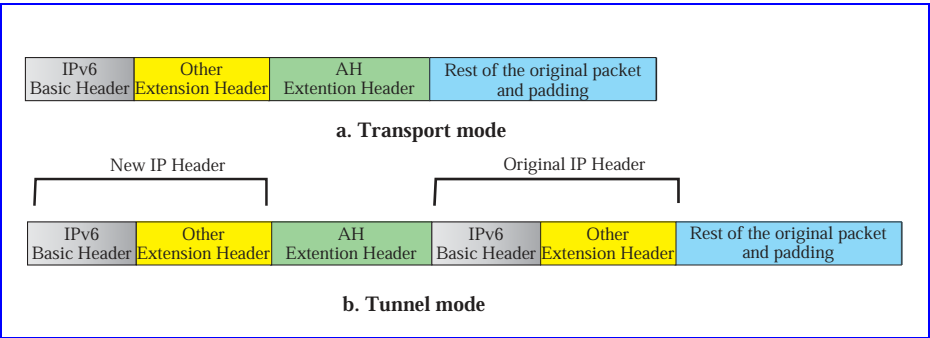 IPv6 Other AH Rest of the original packet
Basic Header Extension Header Extention Header and padding
a. Transport mode
New IP Header Original IP Header
IPv6 Other AH IPv6 Other Rest of the original packet
Basic Header Extension Header Extention Header Basic Header Extension Header and padding
b. Tunnel mode